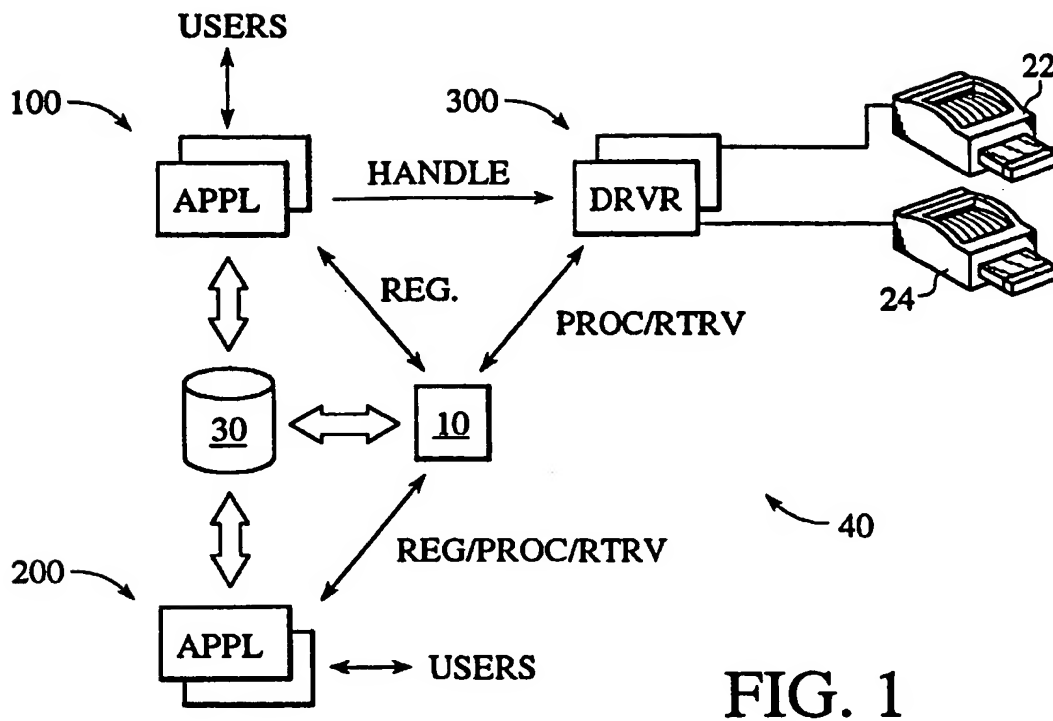 USERS
100
300
22
APPL
HANDLE
DRVR
REG.
PROC/RTRV
24
30
10
40
REG/PROC/RTRV
200
APPL
USERS
FIG. 1